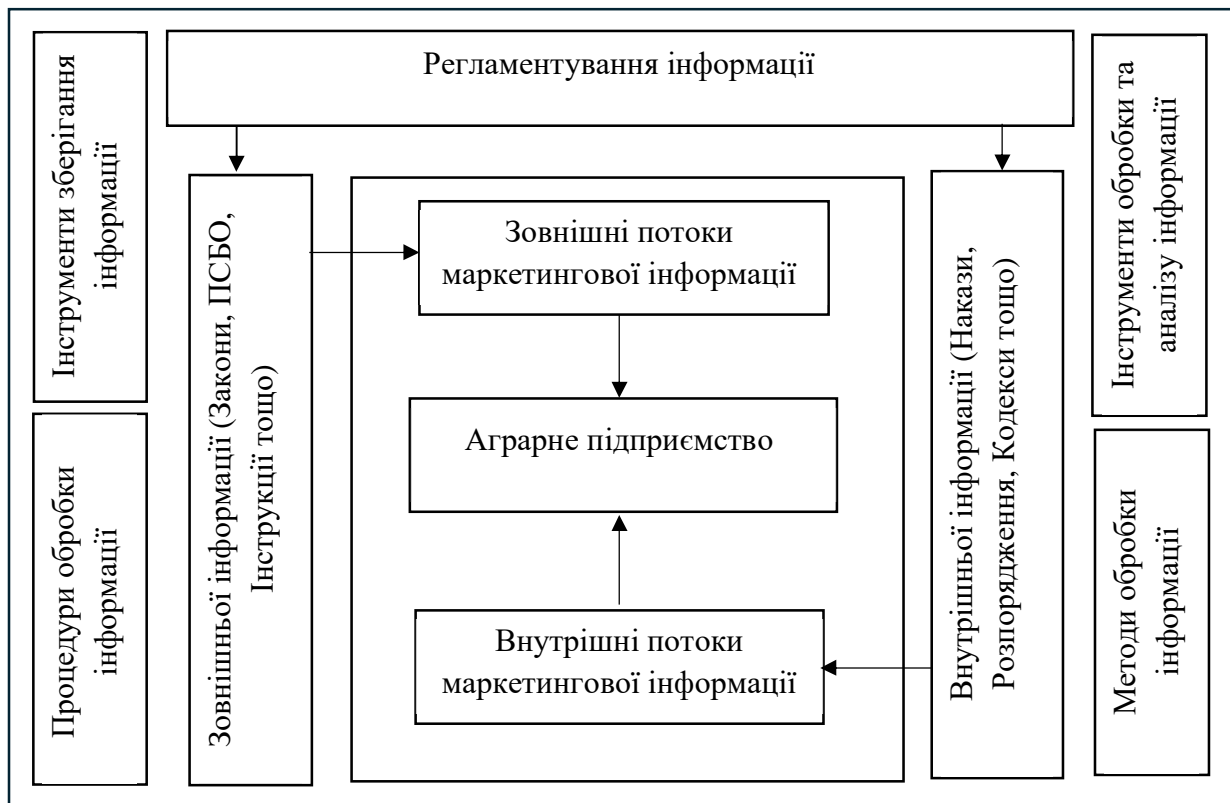 Регламентування інформації
Інструменти зберігання
інформації
Процедури обробки
інформації
Зовнішньої інформації (Закони, ПСБО,
Інструкції тощо)
Зовнішні потоки
маркетингової інформації
Аграрне підприємство
Внутрішні потоки
маркетингової інформації
Внутрішньої інформації (Накази,
Розпорядження, Кодекси тощо)
Інструменти обробки та
аналізу інформації
Методи обробки
інформації